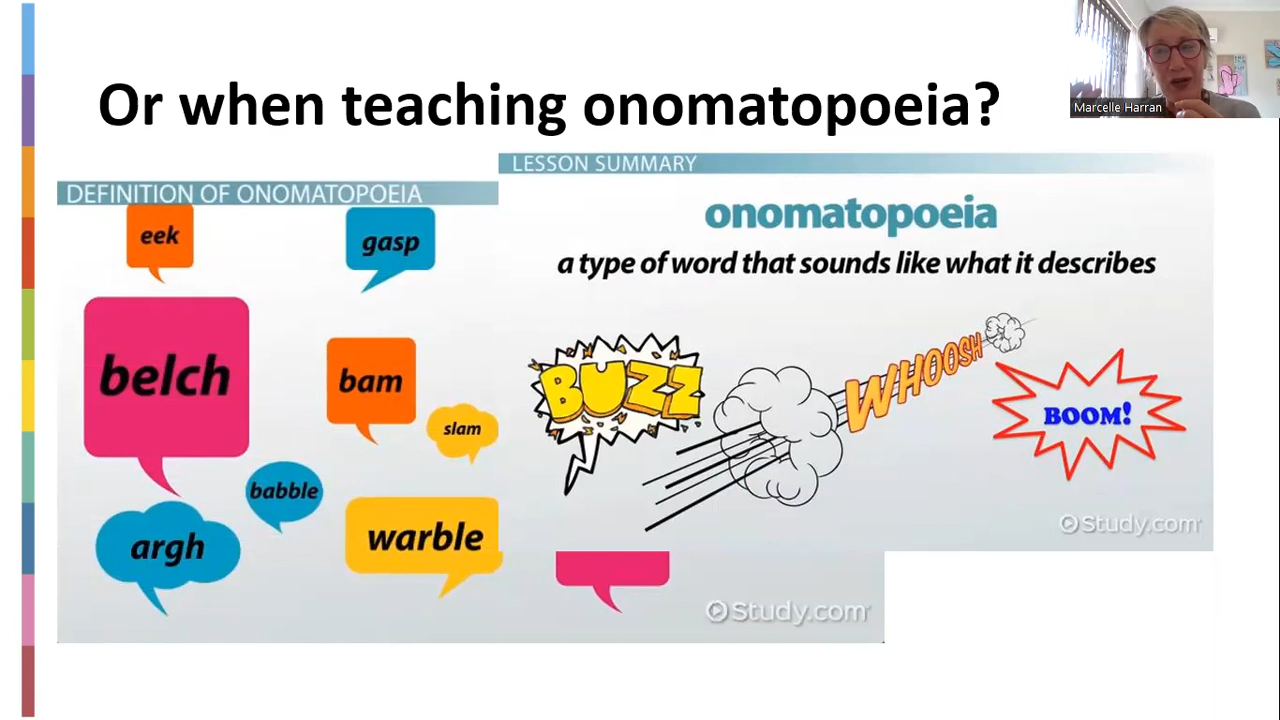 Or when teaching onomatopoeia?
Marcelle Harran
DEFINITION OF ONOMATOPOEIA
eek
gasp
belch
bam
slam
babble
argh
warble
Study.com
LESSON SUMMARY
onomatopoeia
a type of word that sounds like what it describes
BUZZ
WHOOSH
BOOM!
Study.com